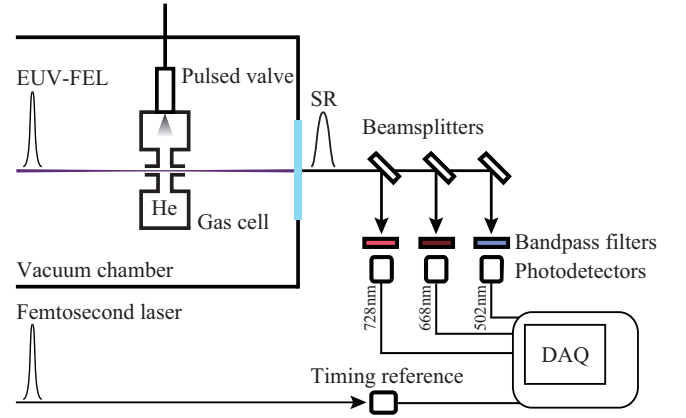 EUV-FEL
Pulsed valve
SR
Beamsplitters
He
Gas cell
Bandpass filters
Photodetectors
Vacuum chamber
728nm
668nm
502nm
Femtosecond laser
DAQ
Timing reference